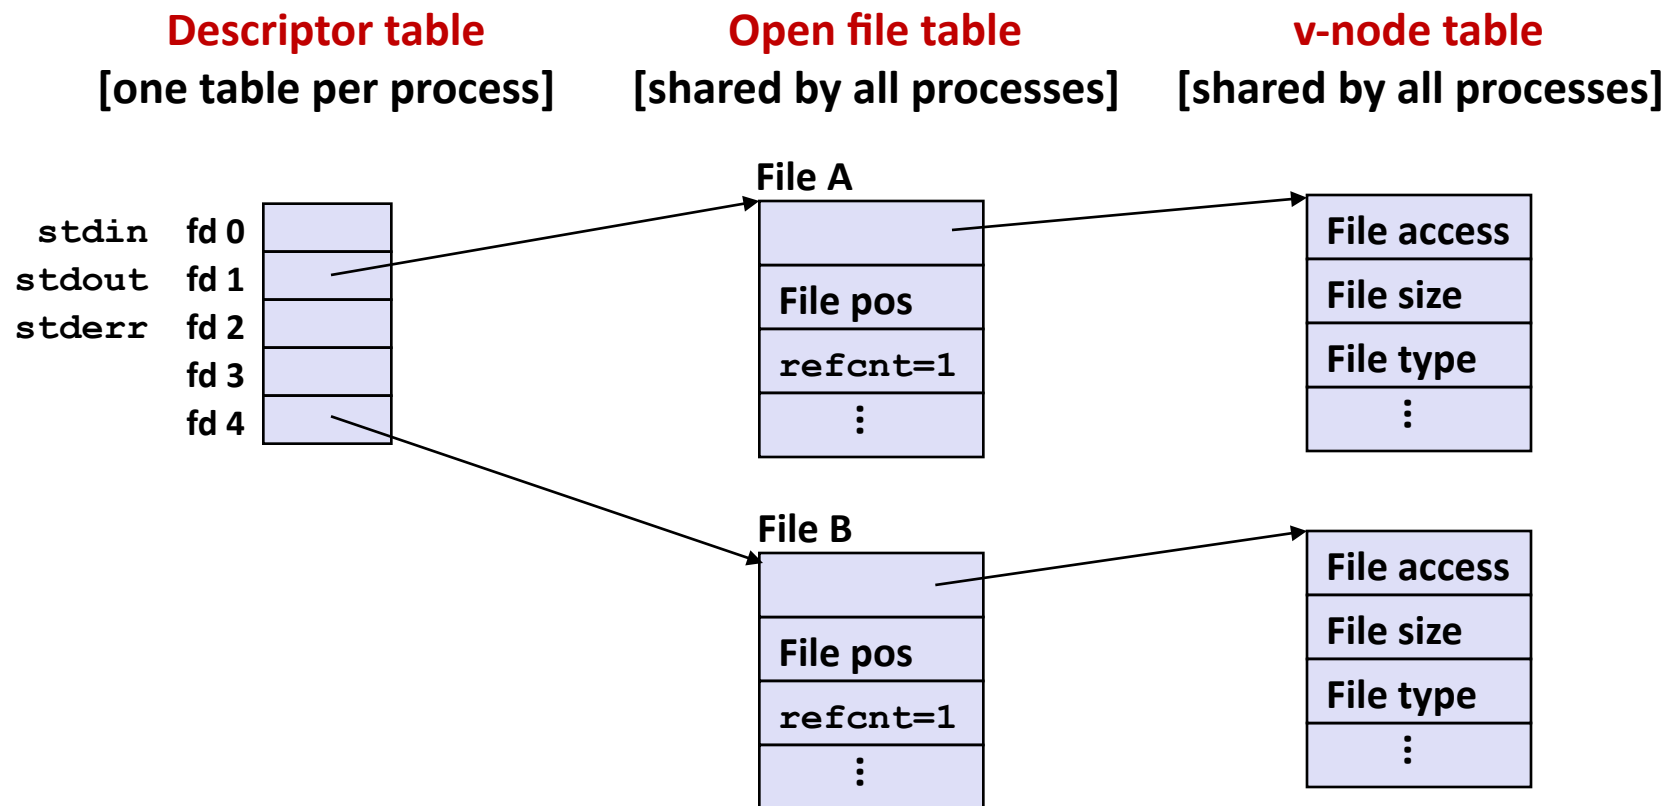 Descriptor table
[one table per process]
Open file table
[shared by all processes]
v-node table
[shared by all processes]
stdin fd 0
stdout fd 1
stderr fd 2
fd 3
fd 4
File A
File pos
refcnt=1
⋮
File access
File size
File type
⋮
File B
File pos
refcnt=1
⋮
File access
File size
File type
⋮